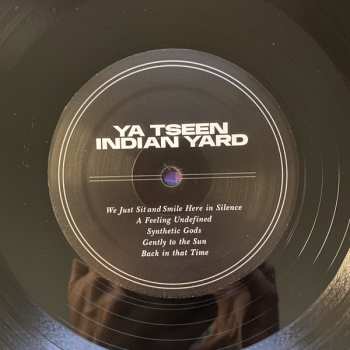 YA TSEEN
INDIAN YARD
We Just Sit and Smile Here in Silence
A Feeling Undefined
Synthetic Gods
Gently to the Sun
Back in that Time